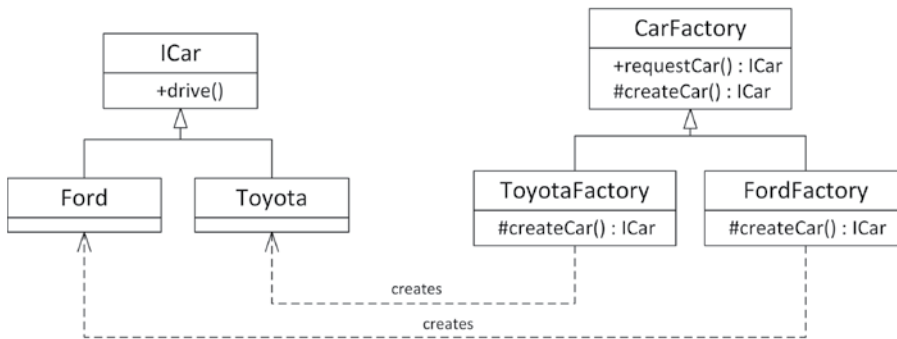 ICar
+drive()
Ford
Toyota
CarFactory
+requestCar() : ICar
#createCar() : ICar
ToyotaFactory
#createCar() : ICar
FordFactory
#createCar() : ICar
creates
creates